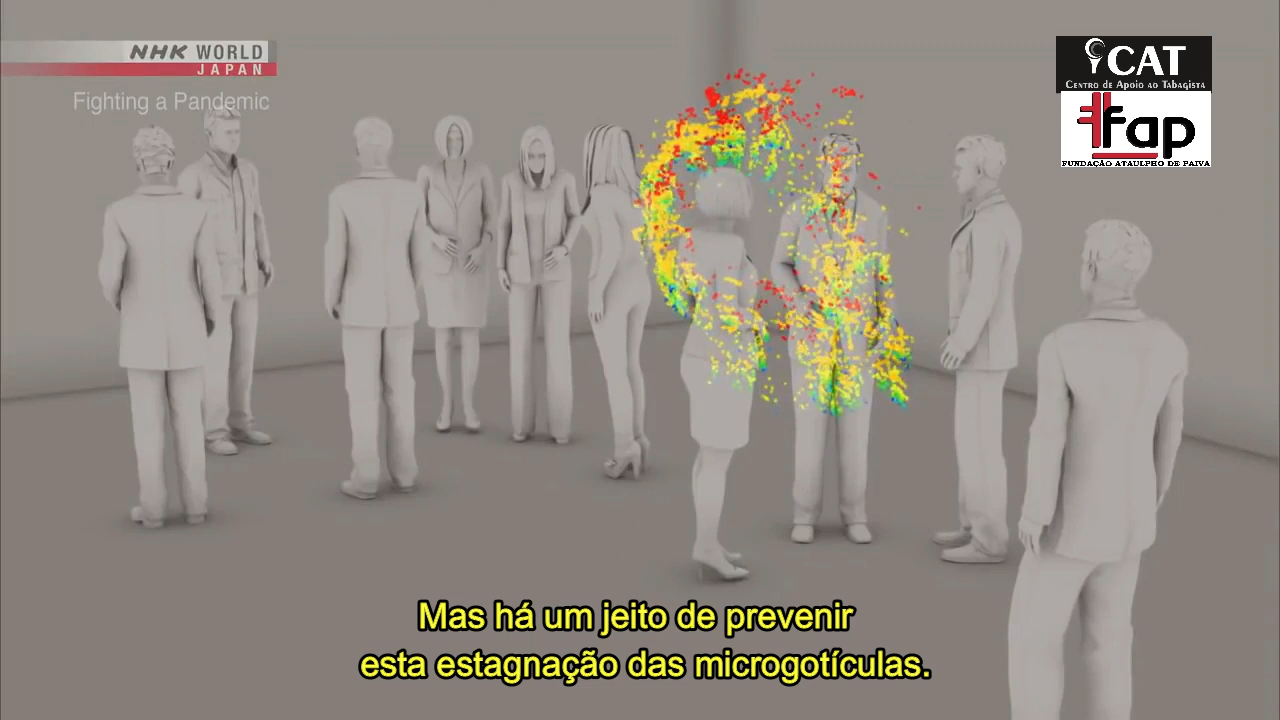 NHK WORLD
JAPAN
Fighting a Pandemic
CAT
CENTRO DE APOIO AO TABAGISTA
fap
FUNDAÇÃO ATAULPHO DE PAIVA
Mas há um jeito de prevenir
esta estagnação das microgotículas.